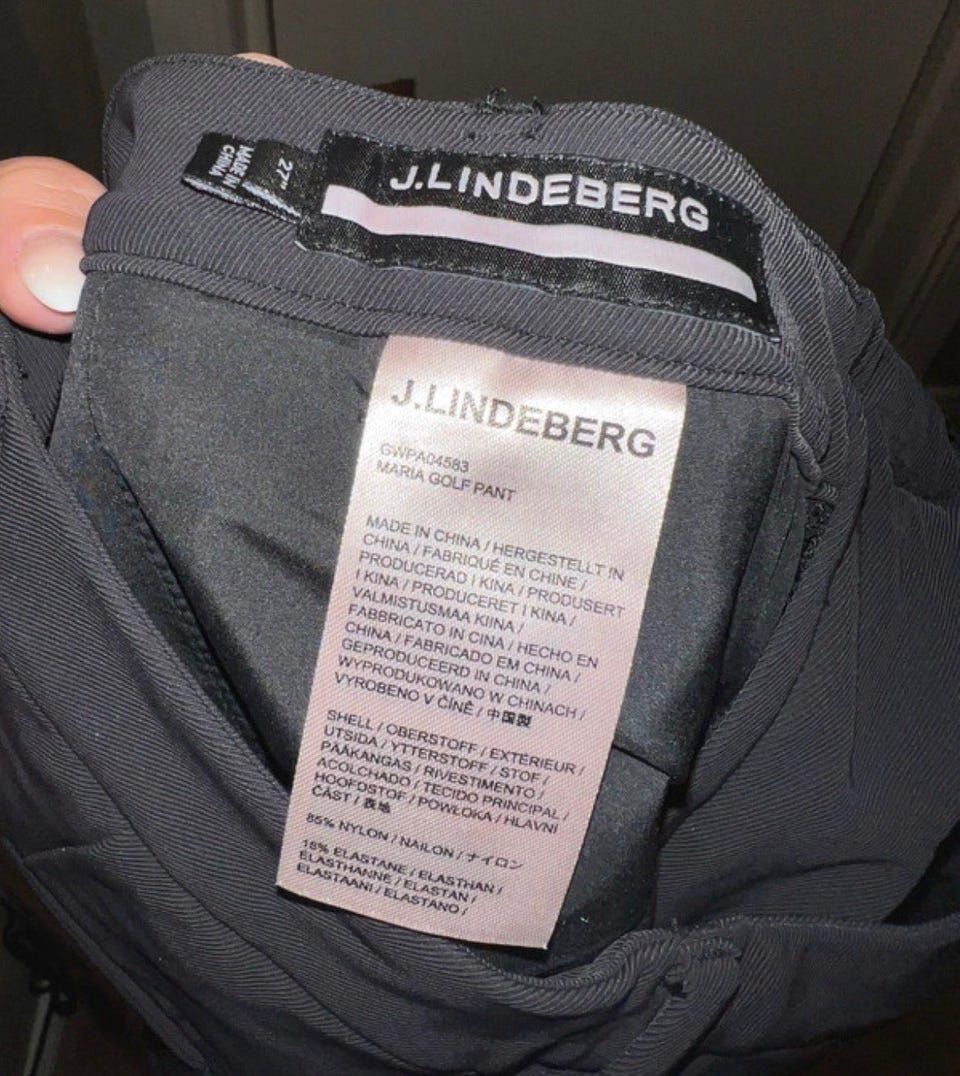 MADE IN
CHINA
27"
J.LINDEBERG
J.LINDEBERG
GWPA04583
MARIA GOLF PANT
MADE IN CHINA / HERGESTELLT IN
CHINA / FABRIQUÉ EN CHINE /
PRODUCERAD I KINA / PRODUSERT
I KINA / PRODUCERET I KINA /
VALMISTUSMAA KIINA /
FABBRICATO IN CINA / HECHO EN
CHINA / FABRICADO EM CHINA /
GEPRODUCEERD IN CHINA /
WYPRODUKOWANO W CHINACH /
VYROBENO V ČÍNĚ / 中国製
SHELL / OBERSTOFF / EXTÉRIEUR /
UTSIDA / YTTERSTOFF / STOF /
PÄÄKANGAS / RIVESTIMENTO /
ACOLCHADO / TECIDO PRINCIPAL /
HOOFDSTOF / POWŁOKA / HLAVNÍ
ČÁST / 表地
85% NYLON / NAILON / ナイロン
15% ELASTANE / ELASTHAN /
ELASTHANNE / ELASTAN /
ELASTAANI / ELASTANO /